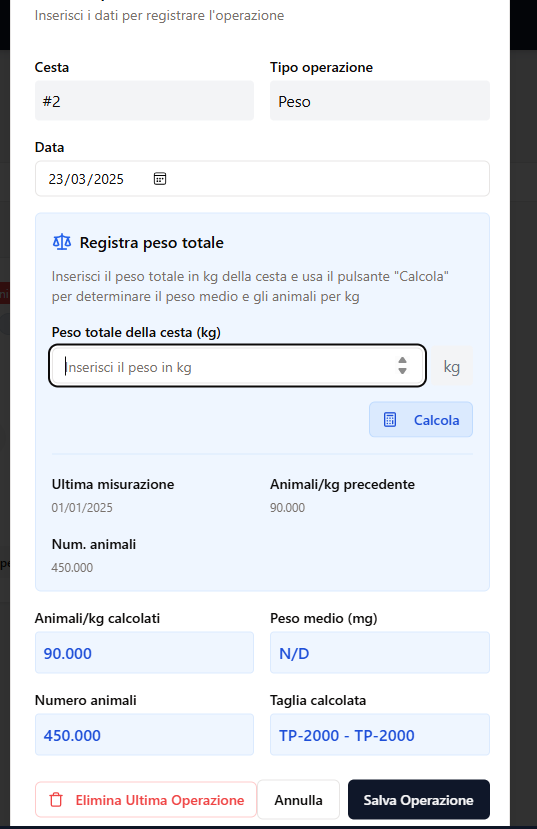 Inserisci i dati per registrare l'operazione
Cesta
Tipo operazione
#2
Peso
Data
23/03/2025
Registra peso totale
Inserisci il peso totale in kg della cesta e usa il pulsante "Calcola"
per determinare il peso medio e gli animali per kg
Peso totale della cesta (kg)
Inserisci il peso in kg
kg
Calcola
Ultima misurazione
Animali/kg precedente
01/01/2025
90.000
Num. animali
450.000
Animali/kg calcolati
Peso medio (mg)
90.000
N/D
Numero animali
Taglia calcolata
450.000
TP-2000 - TP-2000
Elimina Ultima Operazione
Annulla
Salva Operazione